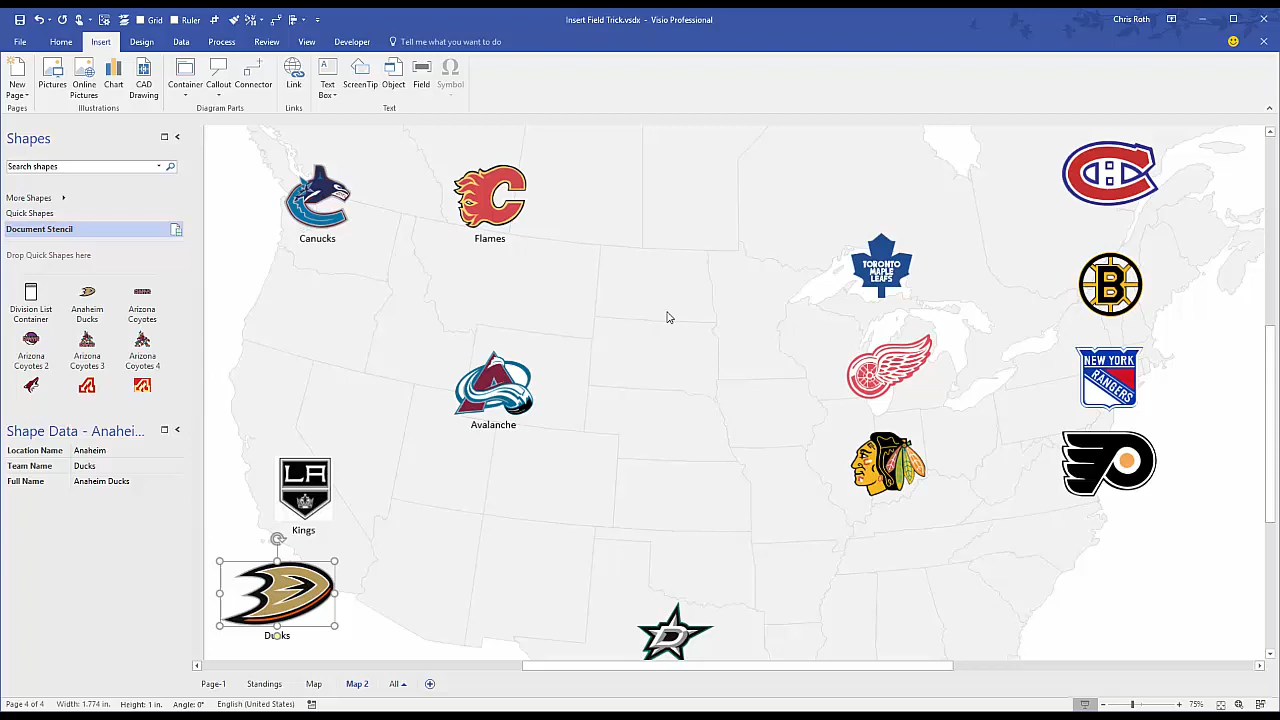 Insert Field Trick.vsdx - Visio Professional
Chris Roth
Grid
Ruler
File Home Insert Design Data Process Review View Developer Tell me what you want to do
New Page
Pictures
Online Pictures
Chart
CAD Drawing
Container
Callout
Connector
Link
Text Box
ScreenTip
Object
Field
Symbol
Pages
Illustrations
Diagram Parts
Links
Text
Shapes
Search shapes
More Shapes
Quick Shapes
Document Stencil
Drop Quick Shapes here
Division List Container
Anaheim Ducks
Arizona Coyotes
Arizona Coyotes 2
Arizona Coyotes 3
Arizona Coyotes 4
Shape Data - Anahei...
Location Name Anaheim
Team Name Ducks
Full Name Anaheim Ducks
Canucks
Flames
C
H
TORONTO
MAPLE
LEAFS
B
A
Avalanche
NEW YORK
RANGERS
LA
KINGS
Kings
P
D
Ducks
D
Page-1 Standings Map Map 2 All
Page 4 of 4 Width: 1.774 in. Height: 1 in. Angle: 0° English (United States)
75%